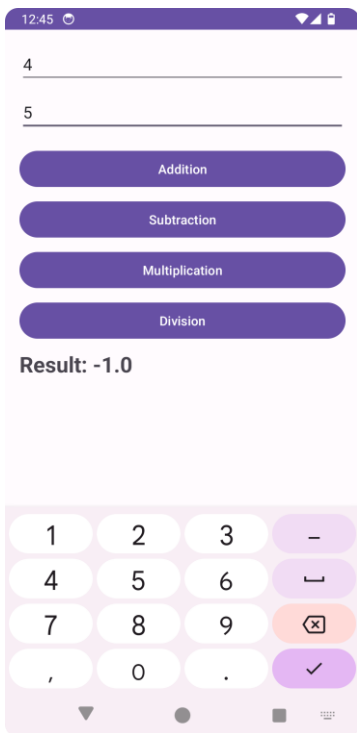 12:45
4
5
Addition
Subtraction
Multiplication
Division
Result: -1.0
1 2 3 –
4 5 6
7 8 9
, 0 .